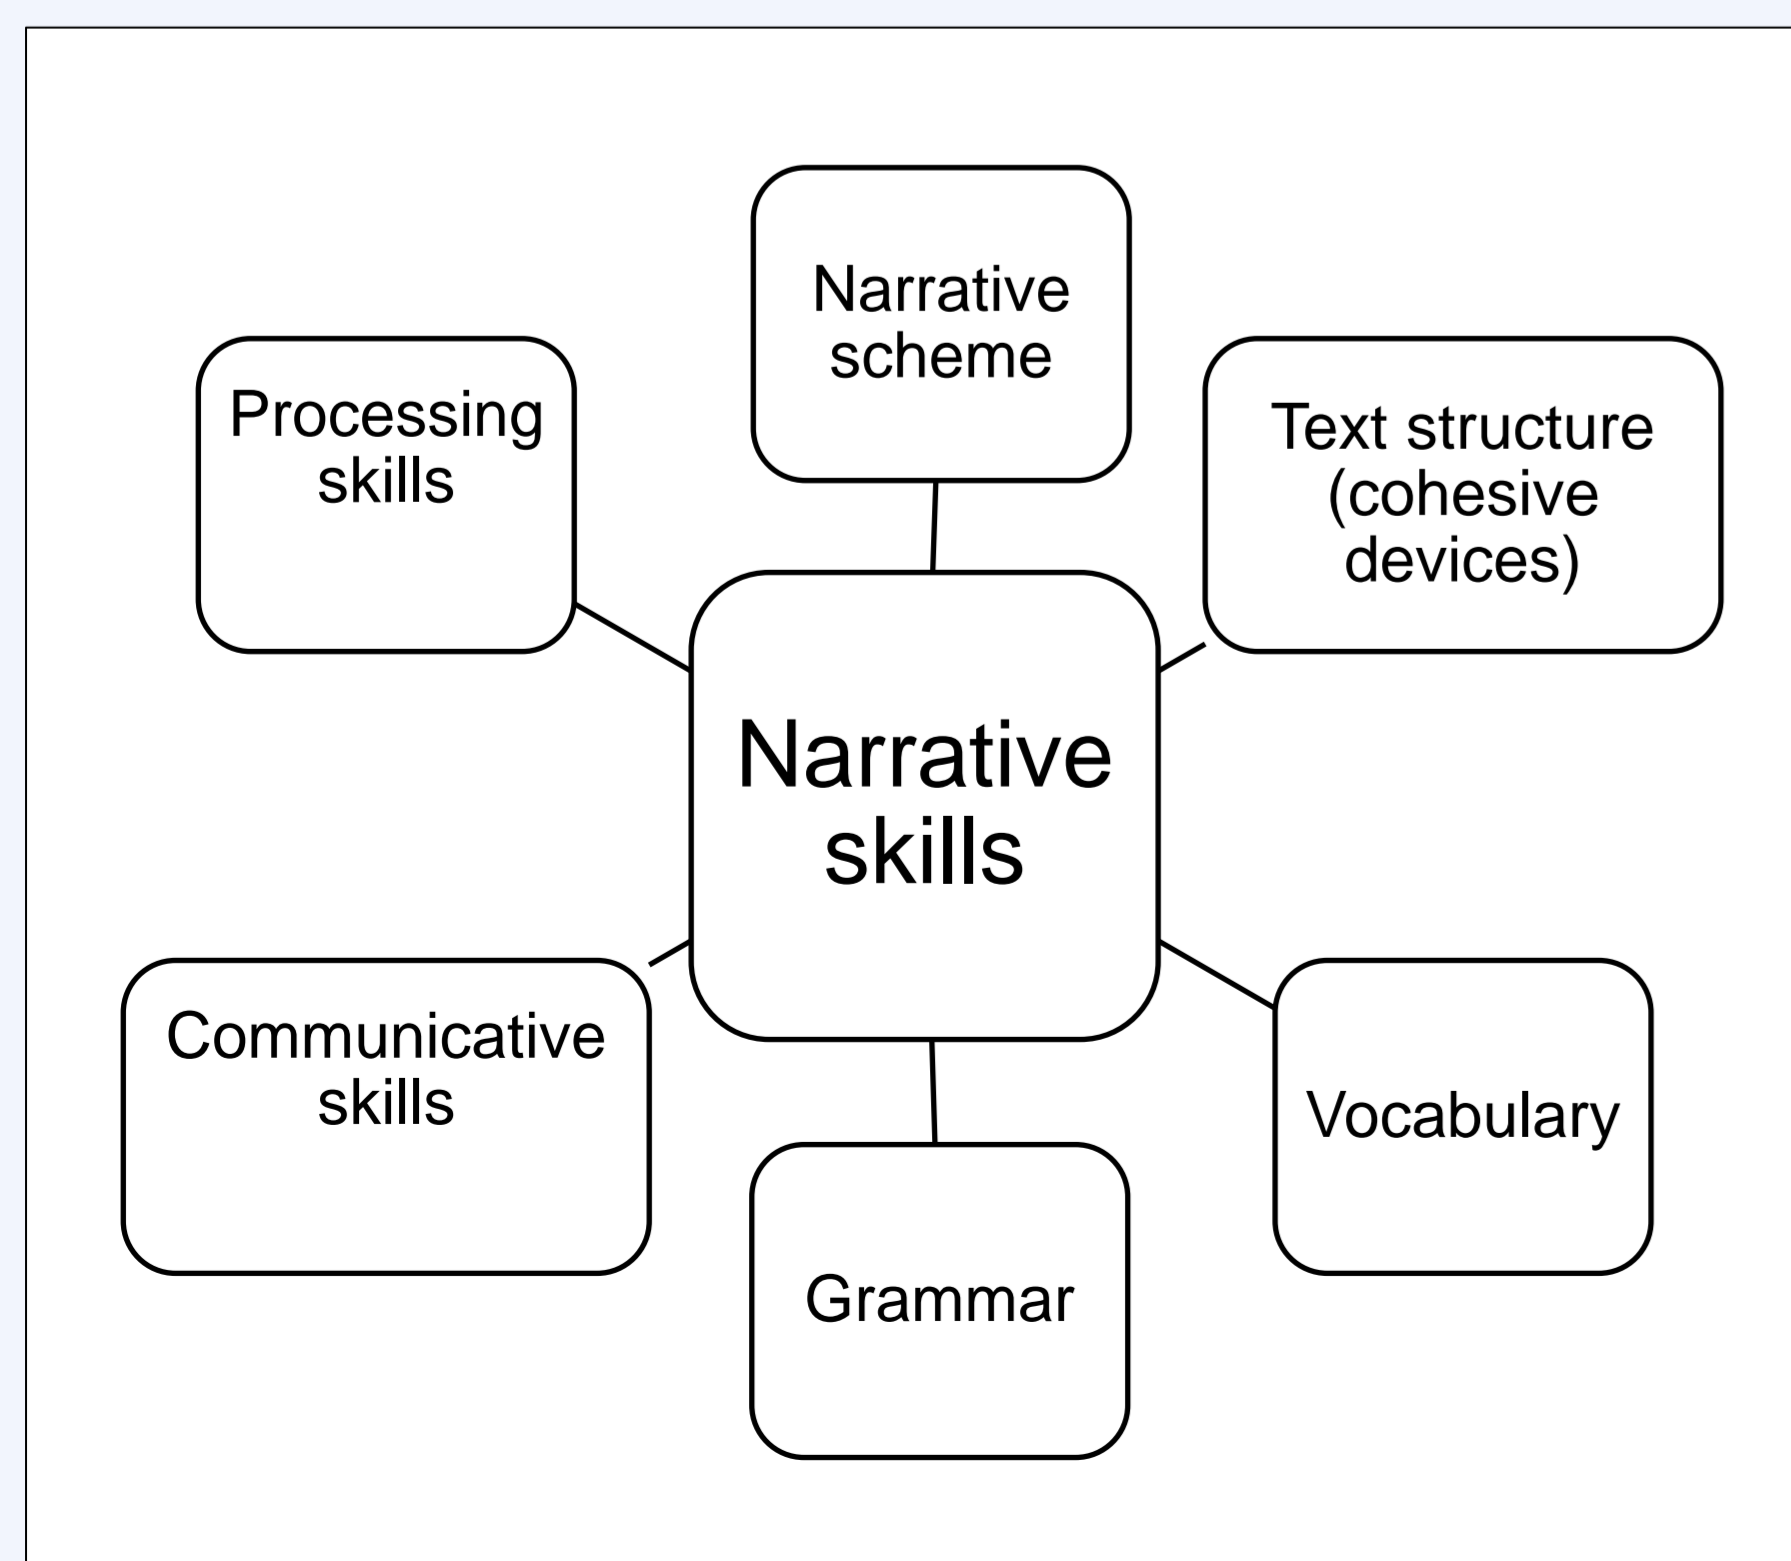 Narrative
scheme
Processing
skills
Text structure
(cohesive
devices)
Narrative
skills
Communicative
skills
Vocabulary
Grammar